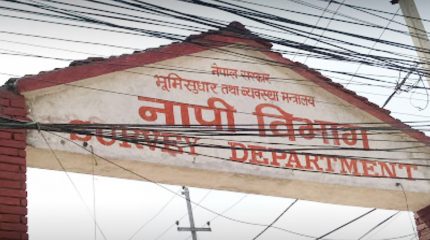 नेपाल सरकार
भूमिसुधार तथा व्यवस्था मन्त्रालय
नापी विभाग
SURVEY DEPARTMENT